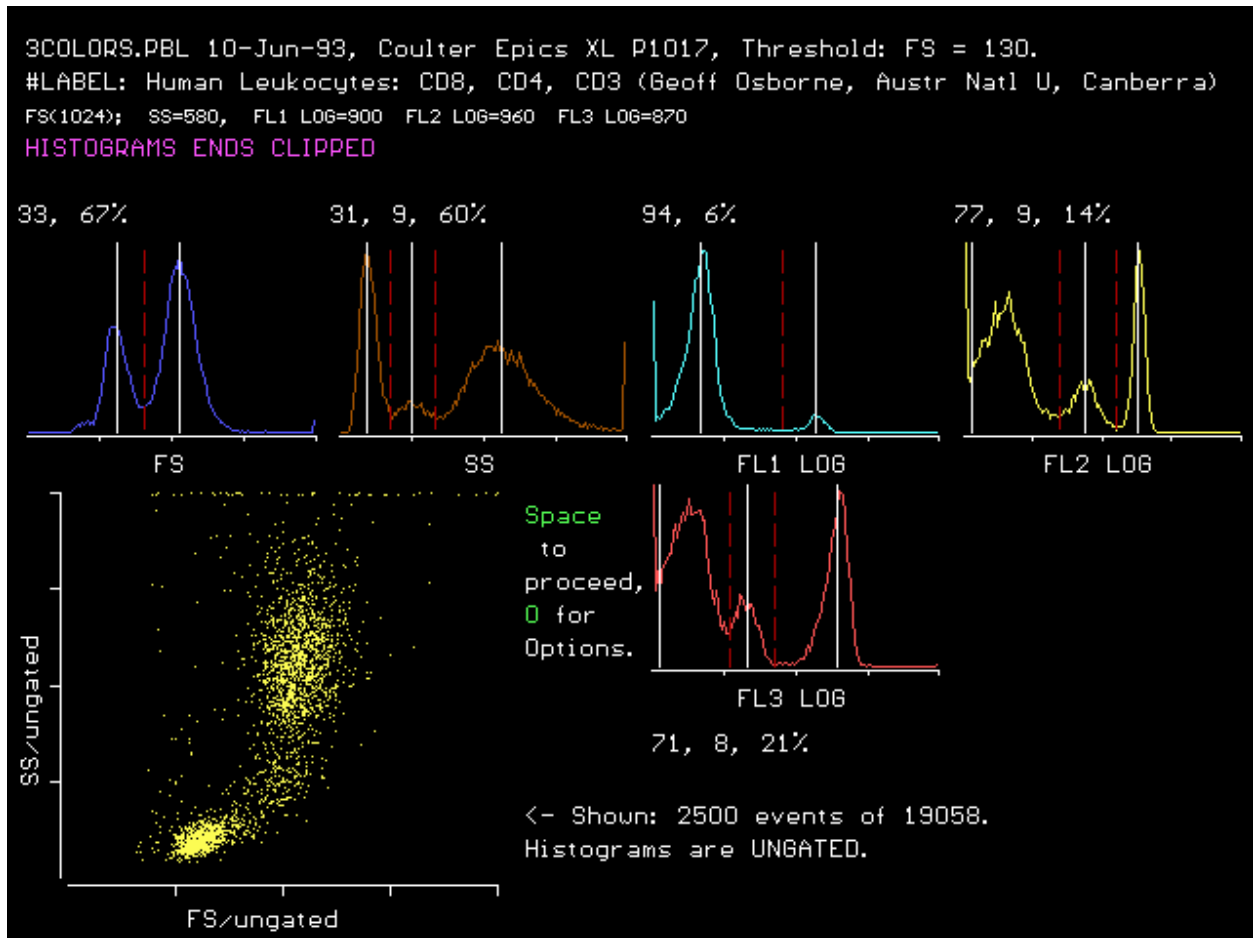 3COLORS.PBL 10-Jun-93, Coulter Epics XL P1017, Threshold: FS = 130.
#LABEL: Human Leukocytes: CD8, CD4, CD3 (Geoff Osborne, Austr Natl U, Canberra)
FS(1024); SS=580, FL1 LOG=900 FL2 LOG=960 FL3 LOG=870
HISTOGRAMS ENDS CLIPPED
33, 67%
31, 9, 60%
94, 6%
77, 9, 14%
FS
SS
FL1 LOG
FL2 LOG
Space
to
proceed,
O for
Options.
FL3 LOG
71, 8, 21%
SS/ungated
<- Shown: 2500 events of 19058.
Histograms are UNGATED.
FS/ungated